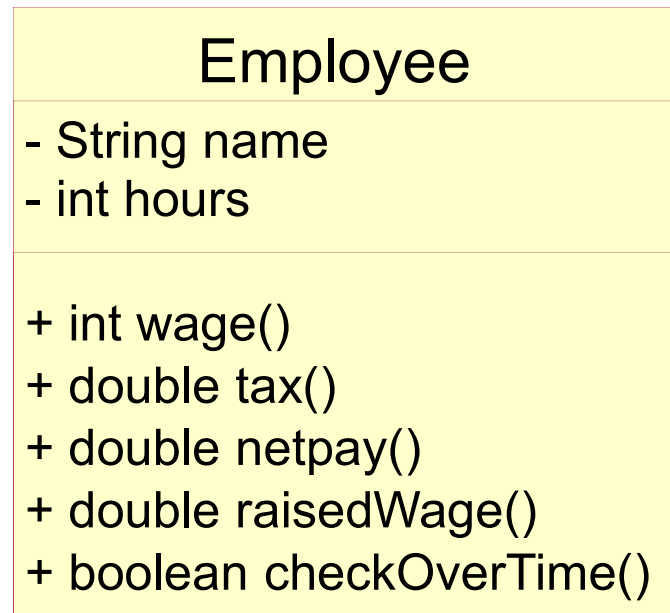 Employee
- String name
- int hours
+ int wage()
+ double tax()
+ double netpay()
+ double raisedWage()
+ boolean checkOverTime()